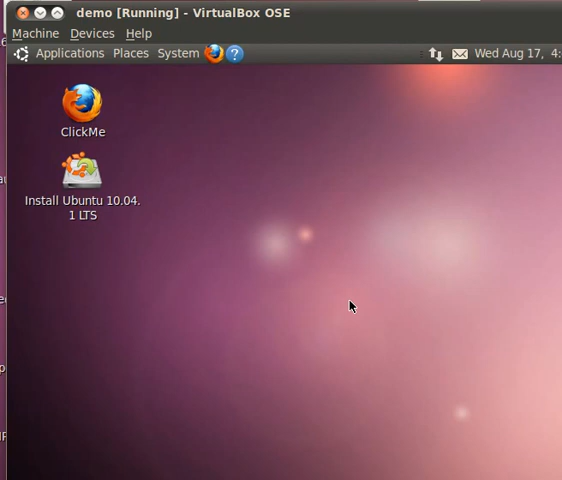 demo [Running] - VirtualBox OSE
Machine Devices Help
Applications Places System ? Wed Aug 17, 4:
ClickMe
Install Ubuntu 10.04.
1 LTS